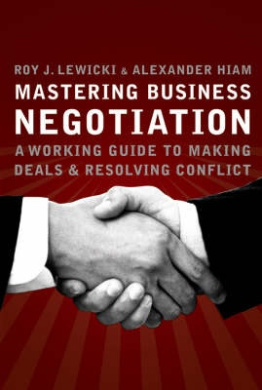 ROY J. LEWICKI & ALEXANDER HIAM
MASTERING BUSINESS
NEGOTIATION
A WORKING GUIDE TO MAKING
DEALS & RESOLVING CONFLICT